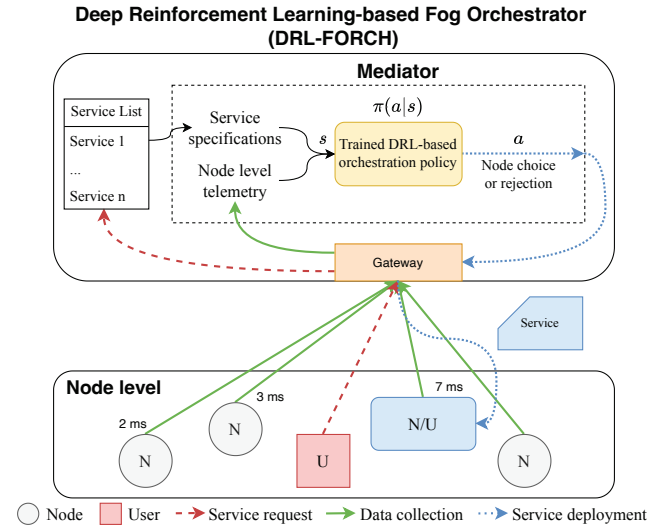 Deep Reinforcement Learning-based Fog Orchestrator
(DRL-FORCH)
Mediator
π(a|s)
Service List
Service 1
...
Service n
Service
specifications
Node level
telemetry
s
Trained DRL-based
orchestration policy
a
Node choice
or rejection
Gateway
Service
Node level
2 ms
3 ms
7 ms
N
N
U
N/U
N
Node
User
Service request
Data collection
Service deployment